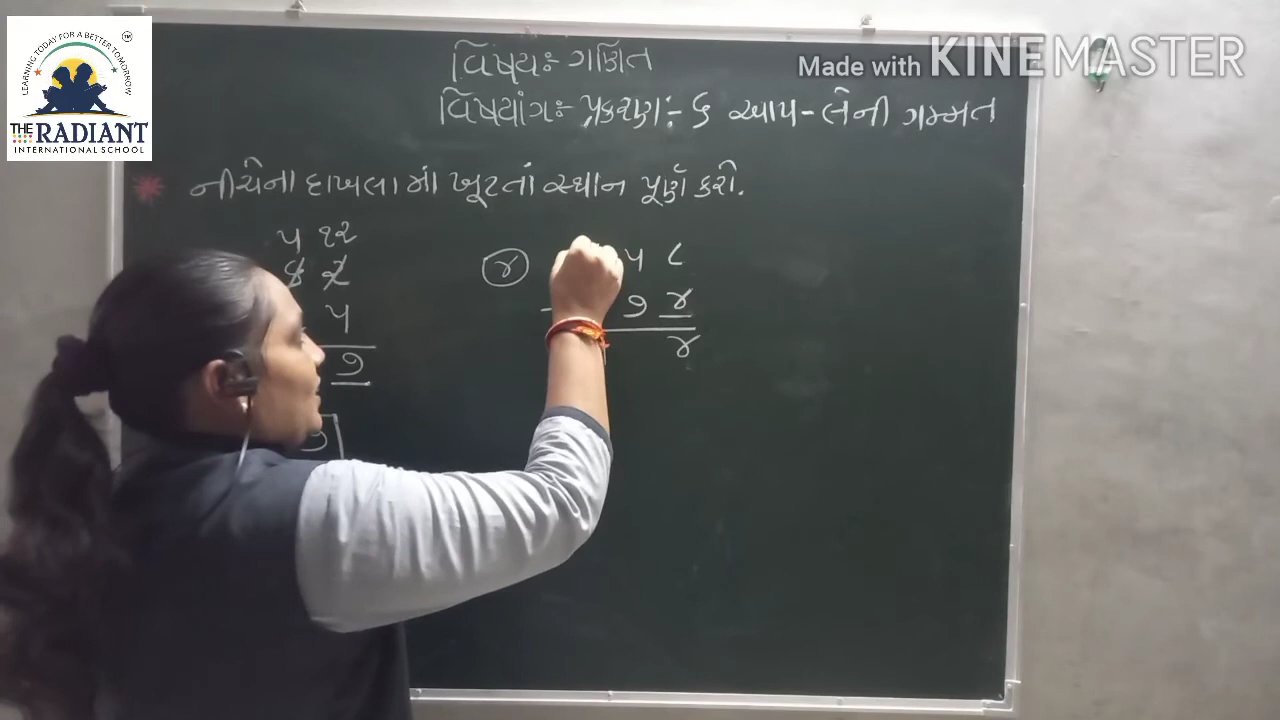 LEARNING TODAY FOR A BETTER TOMORROW
THE RADIANT
INTERNATIONAL SCHOOL
Made with KINEMASTER
વિષયઃ ગણિત
વિષયાંગઃ પ્રકરણઃ- ૬ આપ-લેની ગમ્મત
નીચેના દાખલા માં ખૂટતાં સ્થાન પૂર્ણ કરો.
૫ ૧૨
૬ ૨
૫
૭
૭
૪ ૫ ૮
- ૭ ૪
૪